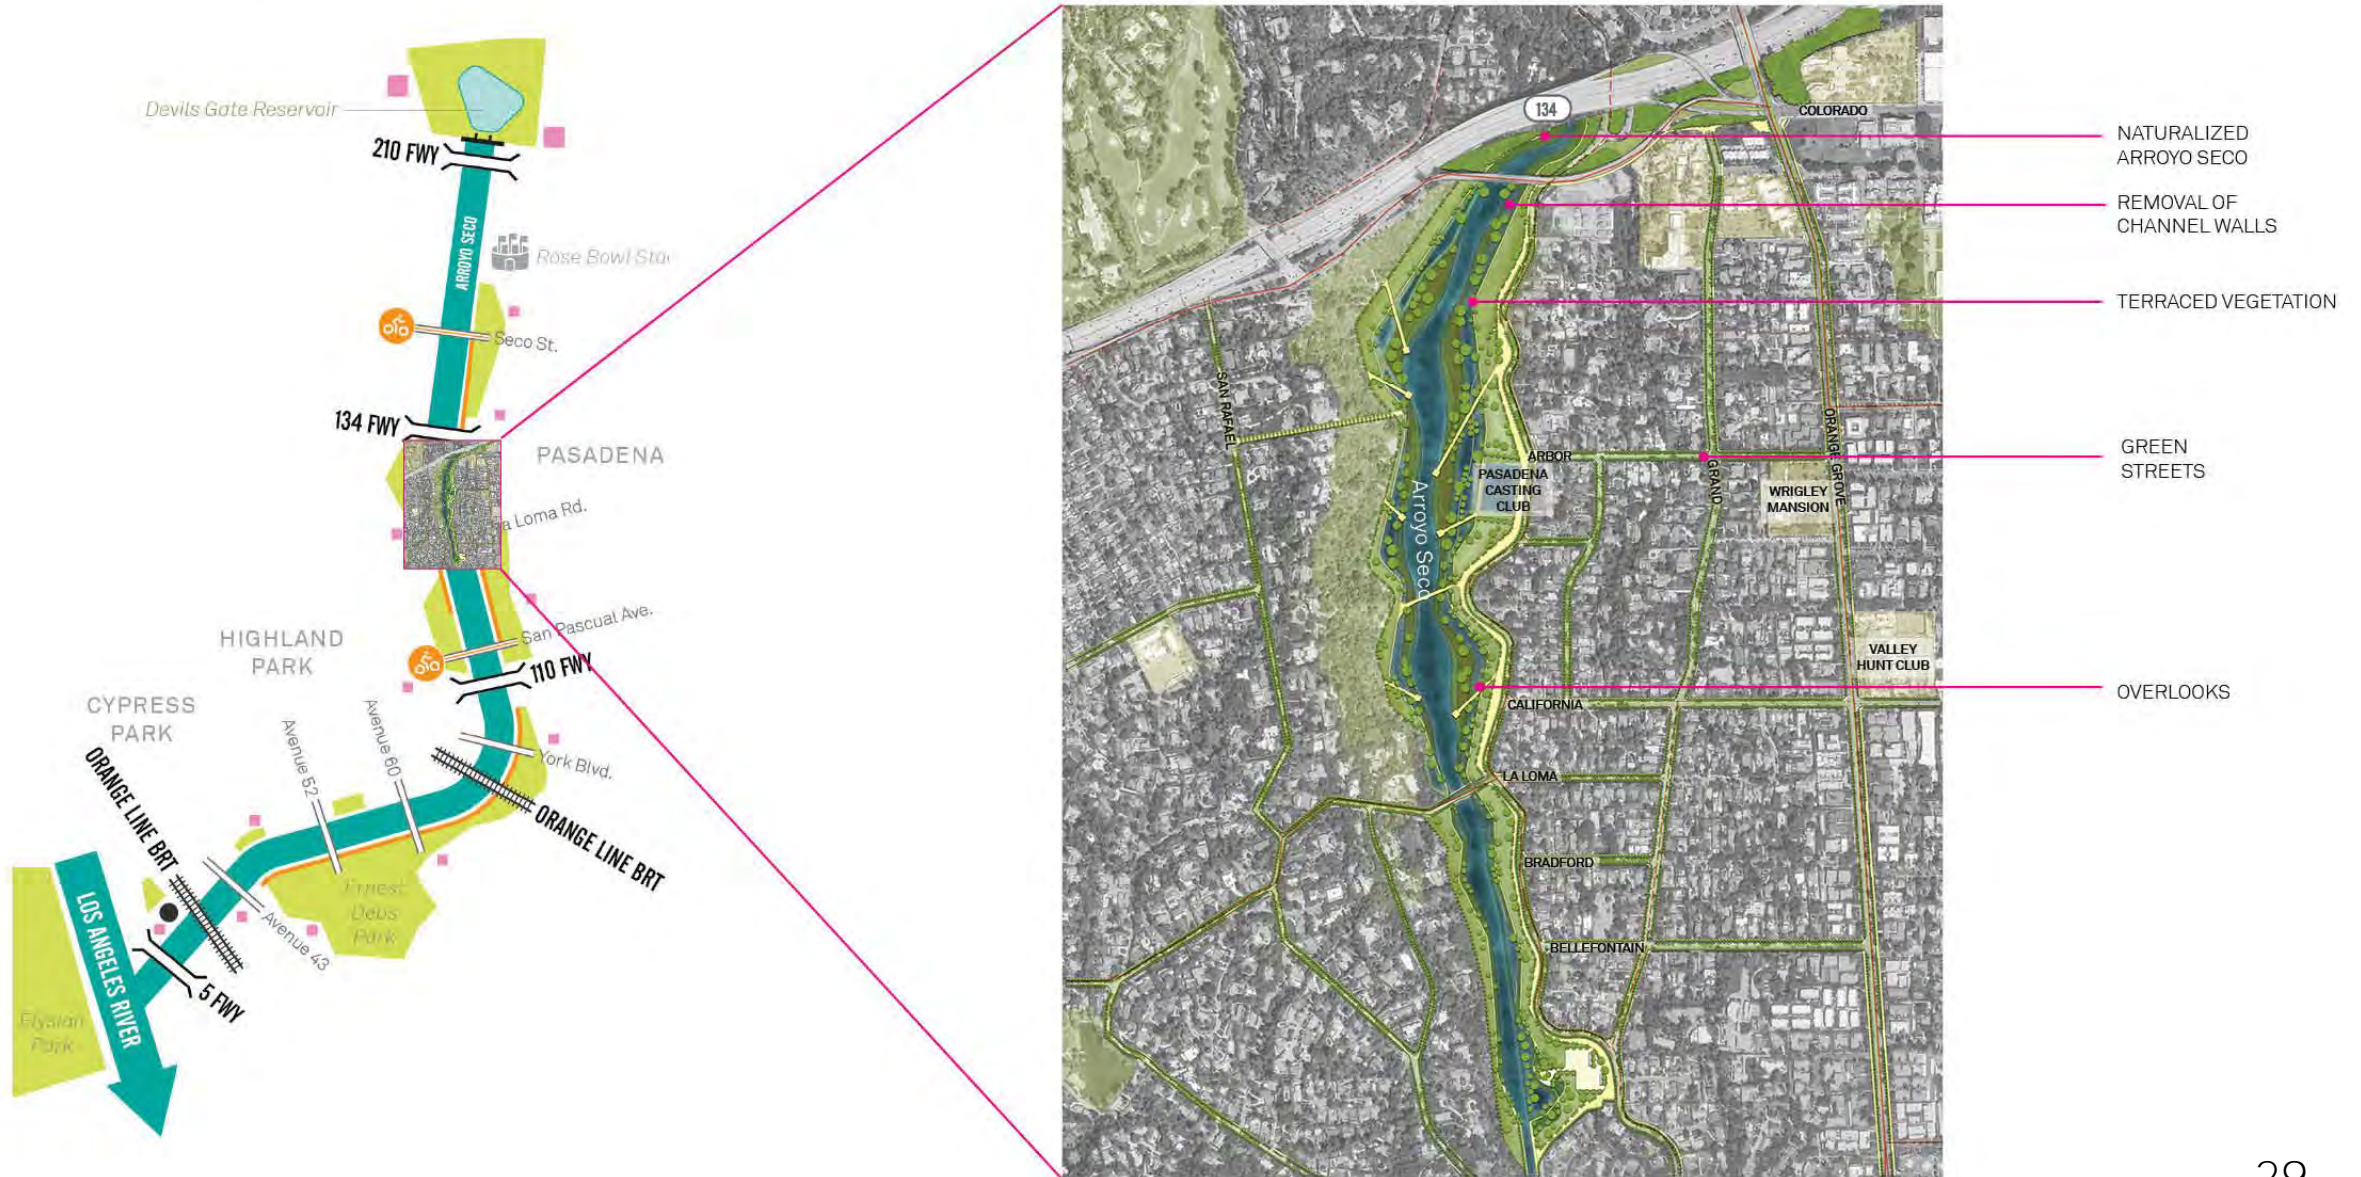 Devils Gate Reservoir
210 FWY
ARROYO SECO
Rose Bowl
Seco St.
134 FWY
PASADENA
a Loma Rd.
HIGHLAND
PARK
San Pascual Ave.
110 FWY
CYPRESS
PARK
Avenue 52
Avenue 60
York Blvd.
ORANGE LINE BRT
ORANGE LINE BRT
Ernest
Debs
Park
Avenue 43
LOS ANGELES RIVER
5 FWY
Elysian
Park
134
COLORADO
SAN RAFAEL
ARBOR
PASADENA
CASTING
CLUB
Arroyo Seco
GRAND
ORANGE GROVE
WRIGLEY
MANSION
VALLEY
HUNT CLUB
CALIFORNIA
LA LOMA
BRADFORD
BELLEFONTAIN
NATURALIZED
ARROYO SECO
REMOVAL OF
CHANNEL WALLS
TERRACED VEGETATION
GREEN
STREETS
OVERLOOKS